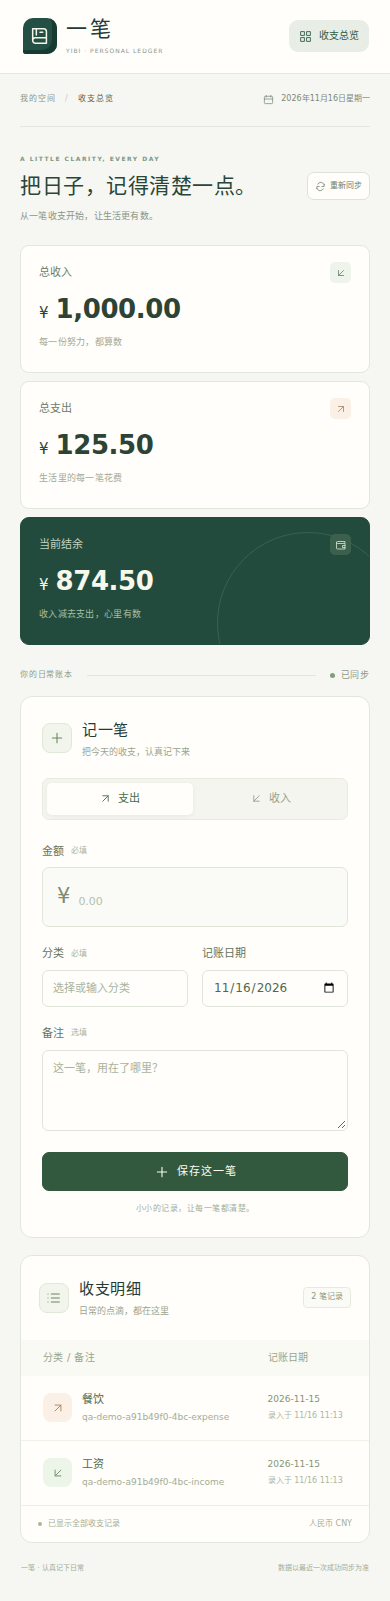 一笔
YIBI · PERSONAL LEDGER
收支总览
我的空间 / 收支总览
2026年11月16日星期一
A LITTLE CLARITY, EVERY DAY
把日子，记得清楚一点。
重新同步
从一笔收支开始，让生活更有数。
总收入
¥ 1,000.00
每一份努力，都算数
总支出
¥ 125.50
生活里的每一笔花费
当前结余
¥ 874.50
收入减去支出，心里有数
你的日常账本
已同步
记一笔
把今天的收支，认真记下来
支出
收入
金额 必填
¥ 0.00
分类 必填
记账日期
选择或输入分类
11/16/2026
备注 选填
这一笔，用在了哪里？
保存这一笔
小小的记录，让每一笔都清楚。
收支明细
日常的点滴，都在这里
2 笔记录
分类 / 备注
记账日期
餐饮
qa-demo-a91b49f0-4bc-expense
2026-11-15
录入于 11/16 11:13
工资
qa-demo-a91b49f0-4bc-income
2026-11-15
录入于 11/16 11:13
已显示全部收支记录
人民币 CNY
一笔 · 认真记下日常
数据以最近一次成功同步为准